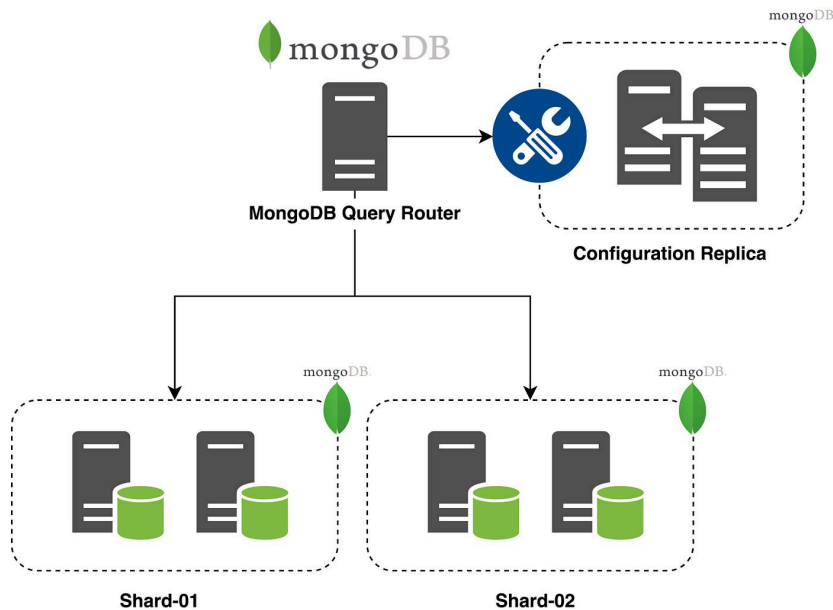 mongoDB
mongoDB
MongoDB Query Router
Configuration Replica
mongoDB.
mongoDB.
Shard-01
Shard-02